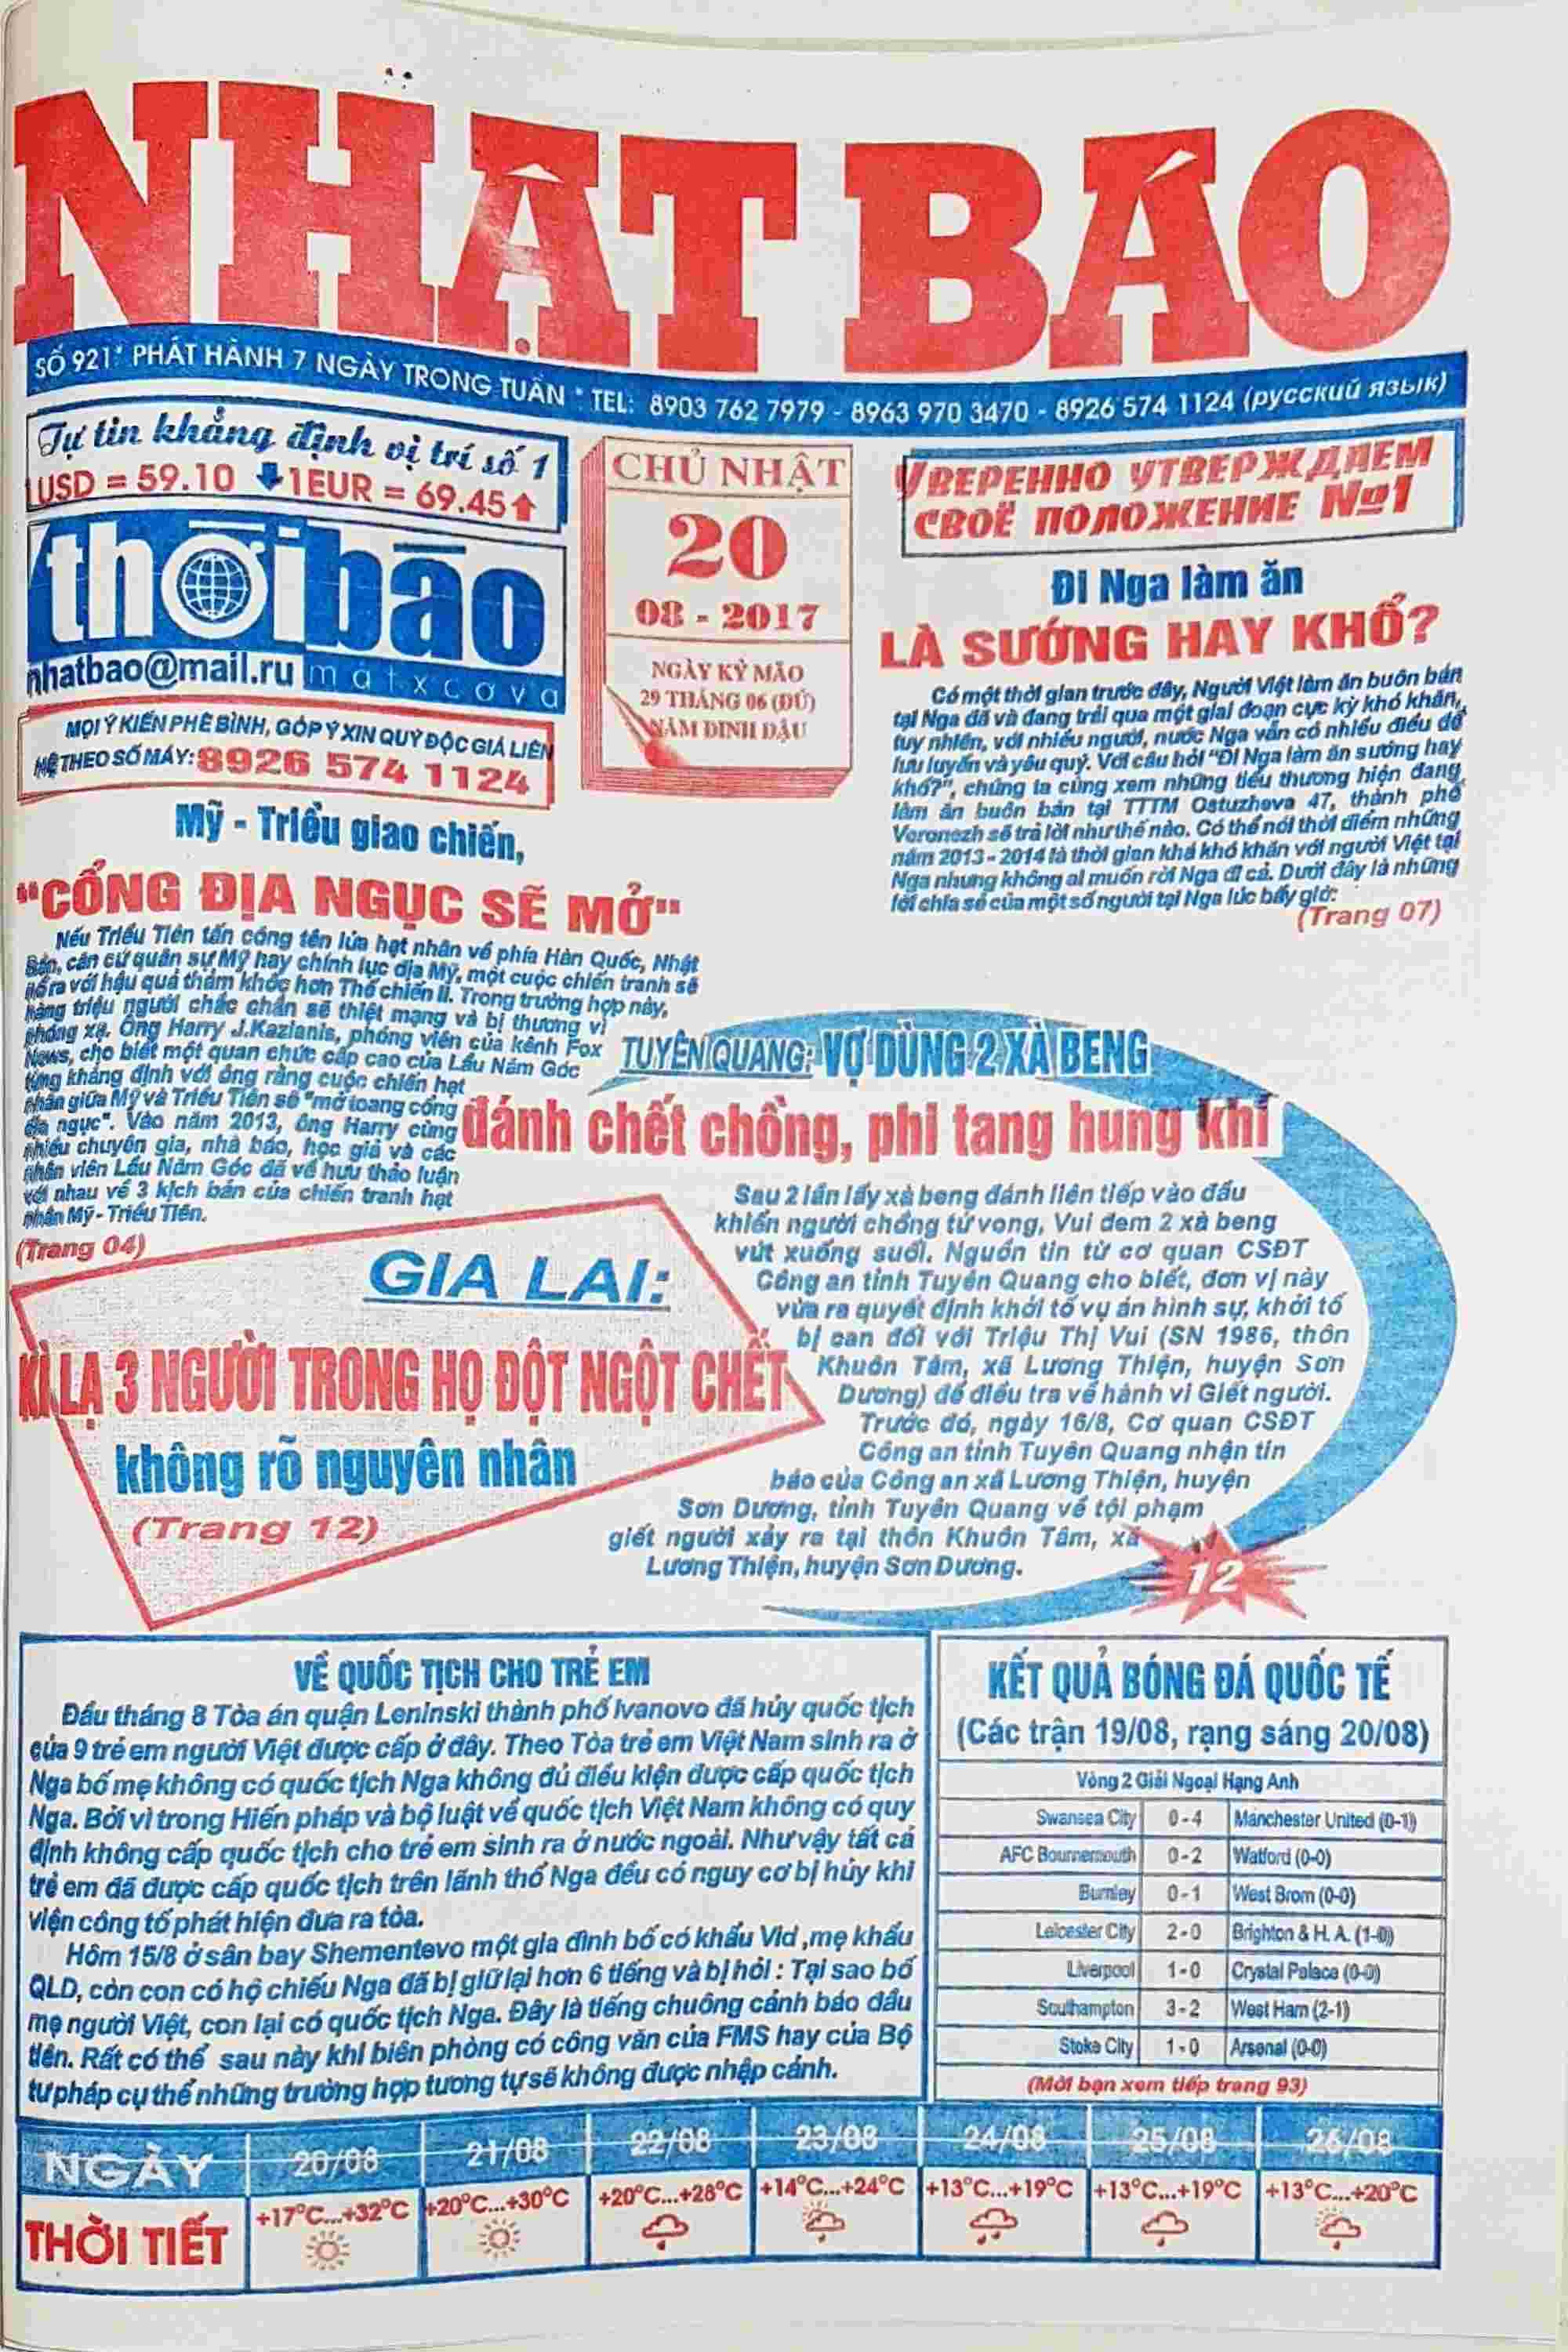 NHẬT BÁO
SỐ 921* PHÁT HÀNH 7 NGÀY TRONG TUẦN * TEL: 8903 762 7979 - 8963 970 3470 - 8926 574 1124 (русский язык)
Tự tin khẳng định vị trí số 1
1USD = 59.10 ↓ 1EUR = 69.45 ↑
thời báo
nhatbao@mail.ru matxcơva
MỌI Ý KIẾN PHÊ BÌNH, GÓP Ý XIN QUÝ ĐỘC GIẢ LIÊN
HỆ THEO SỐ MÁY: 8926 574 1124
CHỦ NHẬT
20
08 - 2017
NGÀY KỶ MÃO
29 THÁNG 06 (ĐỦ)
NĂM ĐINH DẬU
УВЕРЕННО УТВЕРЖДАЕМ
СВОЁ ПОЛОЖЕНИЕ №1
Đi Nga làm ăn
LÀ SƯỚNG HAY KHỔ?
Có một thời gian trước đây, Người Việt làm ăn buôn bán
tại Nga đã và đang trải qua một giai đoạn cực kỳ khó khăn,
tuy nhiên, với nhiều người, nước Nga vẫn có nhiều điều để
lưu luyến và yêu quý. Với câu hỏi "Đi Nga làm ăn sướng hay
khổ?", chúng ta cùng xem những tiểu thương hiện đang
làm ăn buôn bán tại TTTM Ostuzheva 47, thành phố
Voronezh sẽ trả lời như thế nào. Có thể nói thời điểm những
năm 2013 - 2014 là thời gian khá khó khăn với người Việt tại
Nga nhưng không ai muốn rời Nga đi cả. Dưới đây là những
lời chia sẻ của một số người tại Nga lúc bấy giờ:
(Trang 07)
Mỹ - Triều giao chiến,
"CỔNG ĐỊA NGỤC SẼ MỞ"
Nếu Triều Tiên tấn công tên lửa hạt nhân về phía Hàn Quốc, Nhật
Bản, căn cứ quân sự Mỹ hay chính lục địa Mỹ, một cuộc chiến tranh sẽ
nổ ra với hậu quả thảm khốc hơn Thế chiến II. Trong trường hợp này,
hàng triệu người chắc chắn sẽ thiệt mạng và bị thương vì
phóng xạ. Ông Harry J.Kazianis, phóng viên của kênh Fox
News, cho biết một quan chức cấp cao của Lầu Năm Góc
từng khẳng định với ông rằng cuộc chiến hạt
nhân giữa Mỹ và Triều Tiên sẽ "mở toang cổng
địa ngục". Vào năm 2013, ông Harry cùng
nhiều chuyên gia, nhà báo, học giả và các
nhân viên Lầu Năm Góc đã về hưu thảo luận
với nhau về 3 kịch bản của chiến tranh hạt
nhân Mỹ - Triều Tiên.
(Trang 04)
TUYÊN QUANG: VỢ DÙNG 2 XÀ BENG
đánh chết chồng, phi tang hung khí
Sau 2 lần lấy xà beng đánh liên tiếp vào đầu
khiến người chồng tử vong, Vui đem 2 xà beng
vứt xuống suối. Nguồn tin từ cơ quan CSĐT
Công an tỉnh Tuyên Quang cho biết, đơn vị này
vừa ra quyết định khởi tố vụ án hình sự, khởi tố
bị can đối với Triệu Thị Vui (SN 1986, thôn
Khuôn Tâm, xã Lương Thiện, huyện Sơn
Dương) để điều tra về hành vi Giết người.
Trước đó, ngày 16/8, Cơ quan CSĐT
Công an tỉnh Tuyên Quang nhận tin
báo của Công an xã Lương Thiện, huyện
Sơn Dương, tỉnh Tuyên Quang về tội phạm
giết người xảy ra tại thôn Khuôn Tâm, xã
Lương Thiện, huyện Sơn Dương.
12
GIA LAI:
KÌ LẠ 3 NGƯỜI TRONG HỌ ĐỘT NGỘT CHẾT
không rõ nguyên nhân
(Trang 12)
VỀ QUỐC TỊCH CHO TRẺ EM
Đầu tháng 8 Tòa án quận Leninski thành phố Ivanovo đã hủy quốc tịch
của 9 trẻ em người Việt được cấp ở đây. Theo Tòa trẻ em Việt Nam sinh ra ở
Nga bố mẹ không có quốc tịch Nga không đủ điều kiện được cấp quốc tịch
Nga. Bởi vì trong Hiến pháp và bộ luật về quốc tịch Việt Nam không có quy
định không cấp quốc tịch cho trẻ em sinh ra ở nước ngoài. Như vậy tất cả
trẻ em đã được cấp quốc tịch trên lãnh thổ Nga đều có nguy cơ bị hủy khi
viện công tố phát hiện đưa ra tòa.
Hôm 15/8 ở sân bay Shementevo một gia đình bố có khẩu Vid ,mẹ khẩu
QLD, còn con có hộ chiếu Nga đã bị giữ lại hơn 6 tiếng và bị hỏi : Tại sao bố
mẹ người Việt, con lại có quốc tịch Nga. Đây là tiếng chuông cảnh báo đầu
tiên. Rất có thể sau này khi biên phòng có công văn của FMS hay của Bộ
tư pháp cụ thể những trường hợp tương tự sẽ không được nhập cảnh.
KẾT QUẢ BÓNG ĐÁ QUỐC TẾ
(Các trận 19/08, rạng sáng 20/08)
Vòng 2 Giải Ngoại Hạng Anh
Swansea City 0-4 Manchester United (0-1)
AFC Bournemouth 0-2 Watford (0-0)
Burnley 0-1 West Brom (0-0)
Leicester City 2-0 Brighton & H. A. (1-0)
Liverpool 1-0 Crystal Palace (0-0)
Southampton 3-2 West Ham (2-1)
Stoke City 1-0 Arsenal (0-0)
(Mời bạn xem tiếp trang 93)
NGÀY 20/08 21/08 22/08 23/08 24/08 25/08 26/08
THỜI TIẾT +17°C...+32°C +20°C...+30°C +20°C...+28°C +14°C...+24°C +13°C...+19°C +13°C...+19°C +13°C...+20°C